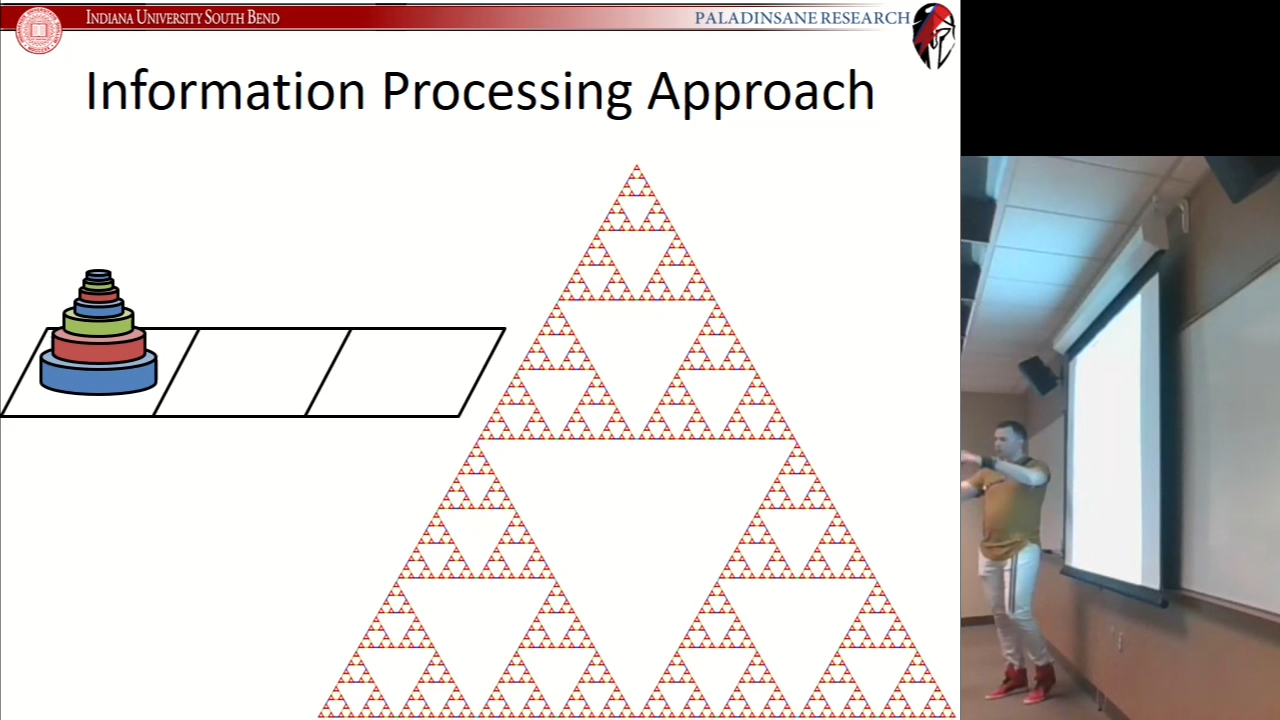 INDIANA UNIVERSITY SOUTH BEND
PALADINSANE RESEARCH
Information Processing Approach